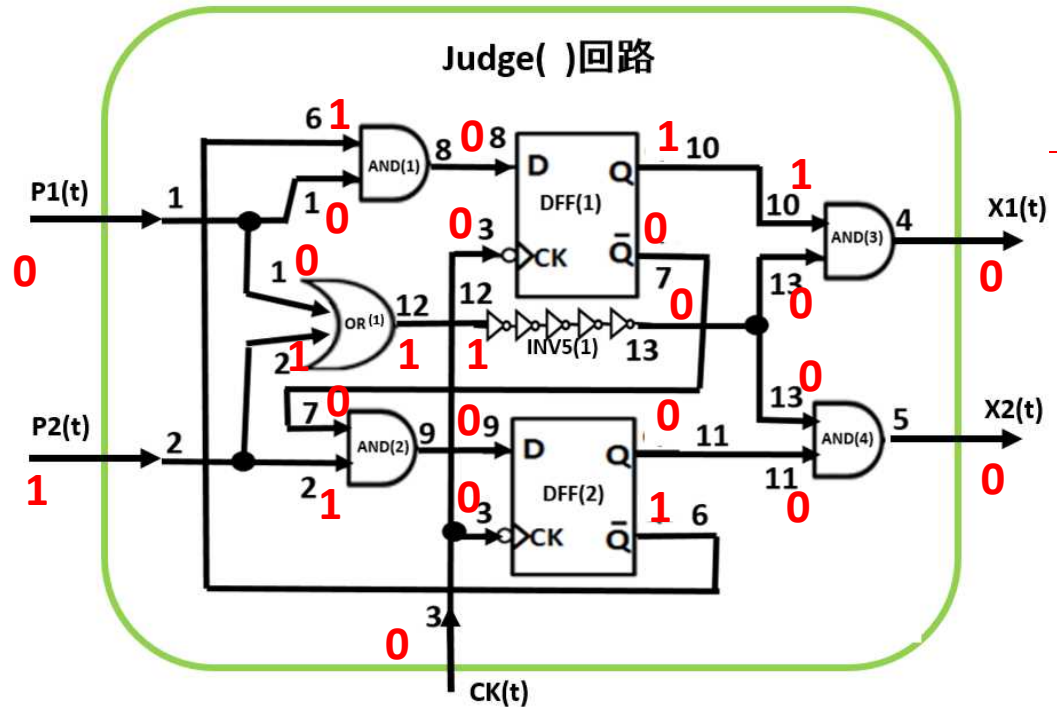 Judge( )回路
6 1
AND(1)
8 0 8
D
Q
1 10
DFF(1)
1
10
P1(t)
1
1 0
0
0 3
CK
Q̅
0
7
AND(3)
4
X1(t)
0
1 0
OR(1)
12
1
12
1
INV5(1)
13
0
13 0
2 1
7 0
0
13
P2(t)
1
2
AND(2)
9 0 9
D
Q
0
11
AND(4)
5
X2(t)
0
2 1
DFF(2)
11 0
0 3
CK
Q̅
1 6
3
0
CK(t)